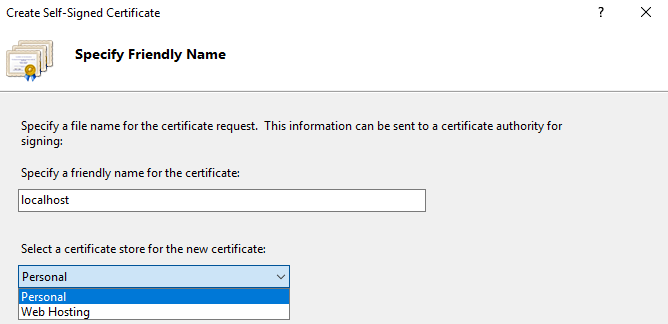 Create Self-Signed Certificate
?
Specify Friendly Name
Specify a file name for the certificate request.  This information can be sent to a certificate authority for
signing:
Specify a friendly name for the certificate:
localhost
Select a certificate store for the new certificate:
Personal
Personal
Web Hosting